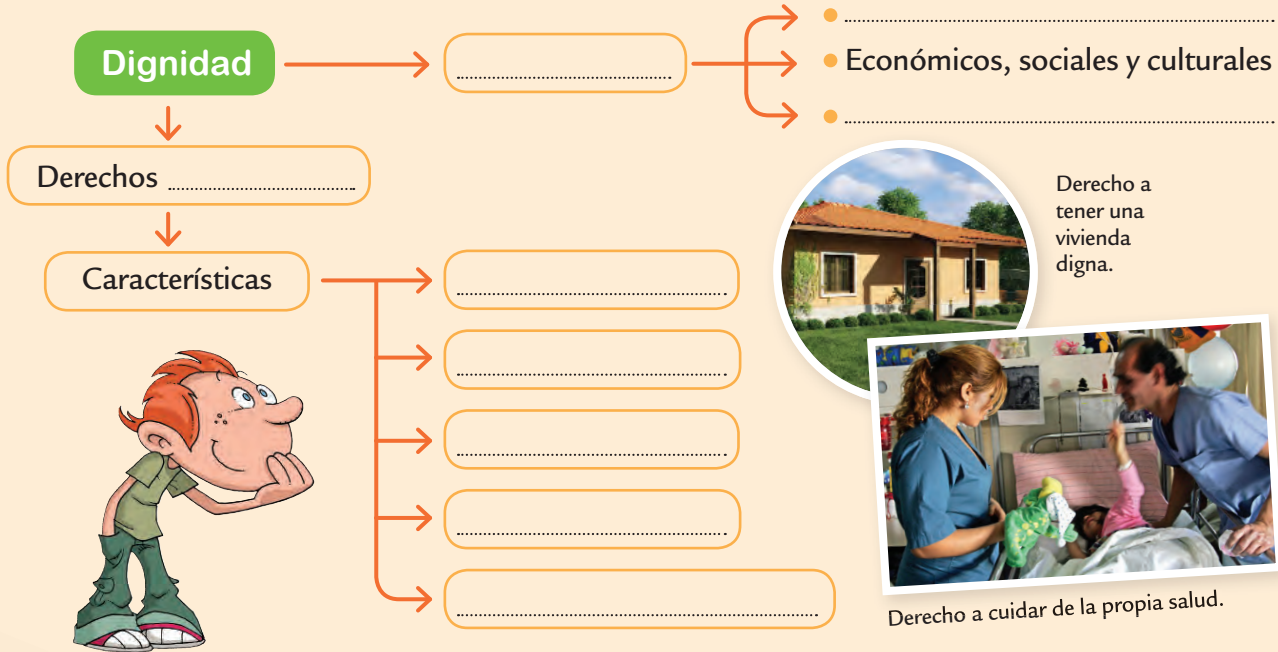 Dignidad
Económicos, sociales y culturales
Derechos
Características
Derecho a
tener una
vivienda
digna.
Derecho a cuidar de la propia salud.